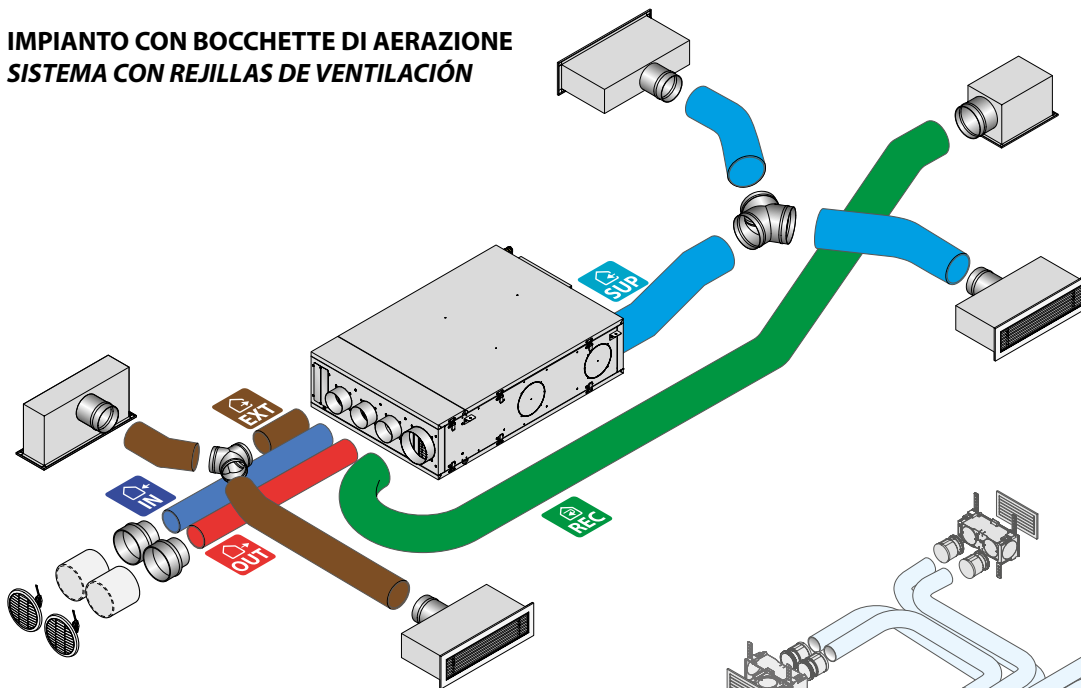 IMPIANTO CON BOCCHETTE DI AERAZIONE
SISTEMA CON REJILLAS DE VENTILACIÓN
SUP
EXT
IN
OUT
REC